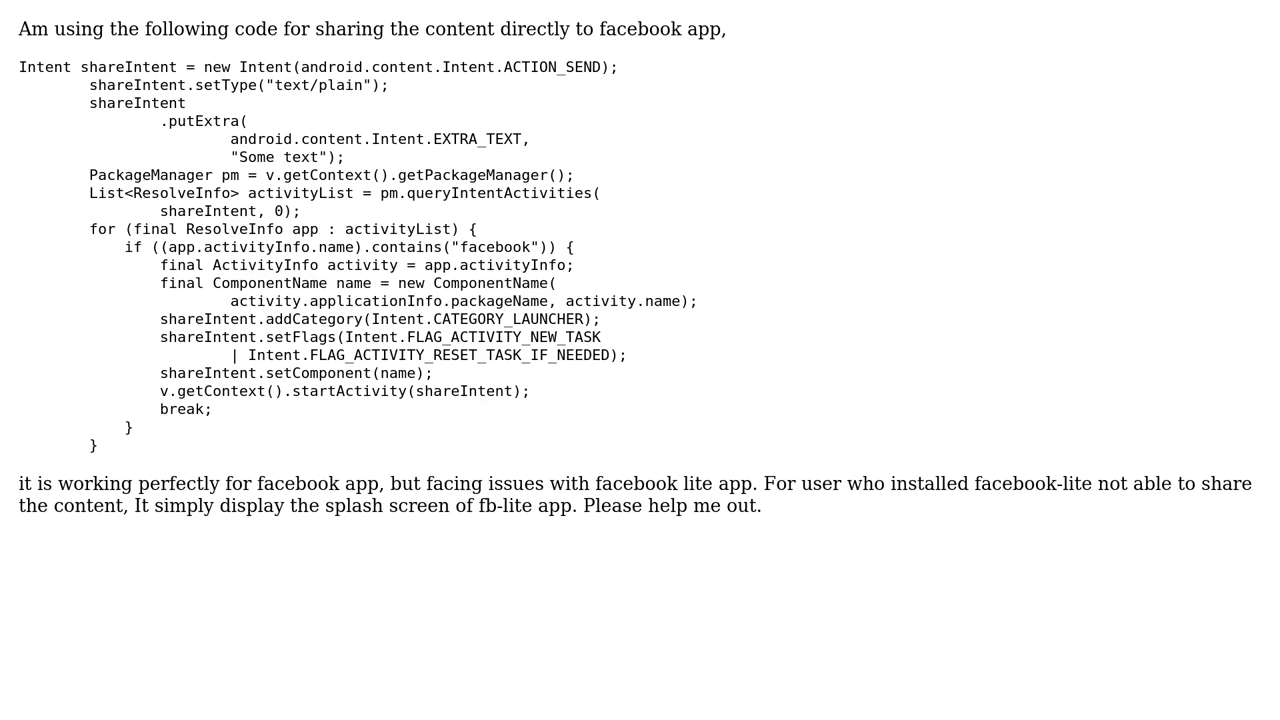 Am using the following code for sharing the content directly to facebook app,
Intent shareIntent = new Intent(android.content.Intent.ACTION_SEND);
        shareIntent.setType("text/plain");
        shareIntent
                .putExtra(
                        android.content.Intent.EXTRA_TEXT,
                        "Some text");
        PackageManager pm = v.getContext().getPackageManager();
        List<ResolveInfo> activityList = pm.queryIntentActivities(
                shareIntent, 0);
        for (final ResolveInfo app : activityList) {
            if ((app.activityInfo.name).contains("facebook")) {
                final ActivityInfo activity = app.activityInfo;
                final ComponentName name = new ComponentName(
                        activity.applicationInfo.packageName, activity.name);
                shareIntent.addCategory(Intent.CATEGORY_LAUNCHER);
                shareIntent.setFlags(Intent.FLAG_ACTIVITY_NEW_TASK
                        | Intent.FLAG_ACTIVITY_RESET_TASK_IF_NEEDED);
                shareIntent.setComponent(name);
                v.getContext().startActivity(shareIntent);
                break;
            }
        }
it is working perfectly for facebook app, but facing issues with facebook lite app. For user who installed facebook-lite not able to share
the content, It simply display the splash screen of fb-lite app. Please help me out.